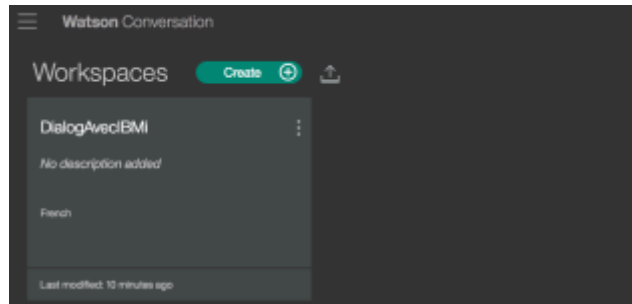 Watson Conversation
Workspaces Create
DialogAvecIBMi
No description added
French
Last modified: 10 minutes ago